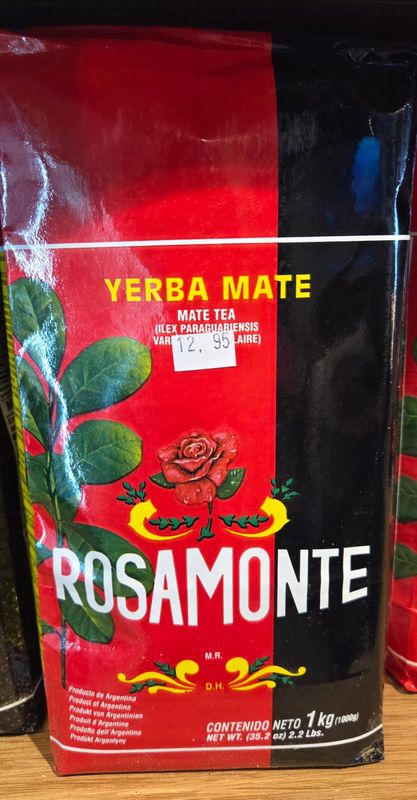 YERBA MATE
MATE TEA
(ILEX PARAGUARIENSIS
12, 95
ROSAMONTE
M.R.
D.H.
Producto de Argentina
Product of Argentina
Produkt von Argentinien
Produit d'Argentine
Prodotto dell'Argentina
Produkt Argentyny
CONTENIDO NETO 1 kg (1000g)
NET WT. (35.2 oz) 2.2 Lbs.